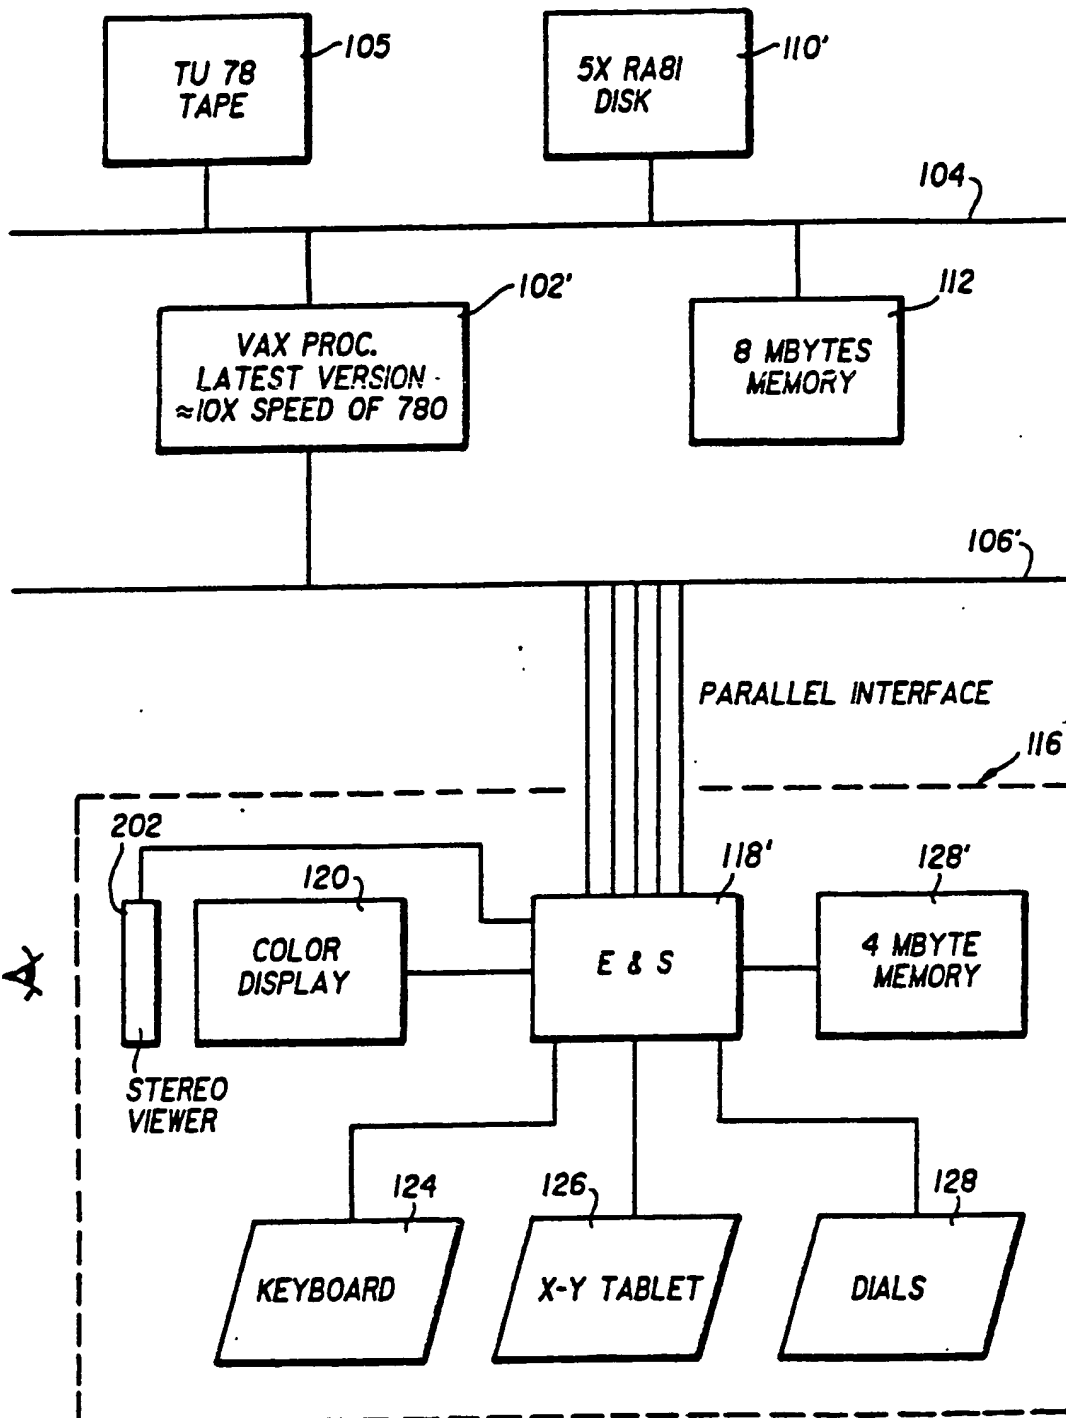 TU 78
TAPE
105
5X RA81
DISK
110'
104
VAX PROC.
LATEST VERSION
≈10X SPEED OF 780
102'
8 MBYTES
MEMORY
112
106'
PARALLEL INTERFACE
116
202
120
COLOR
DISPLAY
118'
E & S
128'
4 MBYTE
MEMORY
STEREO
VIEWER
124
KEYBOARD
126
X-Y TABLET
128
DIALS